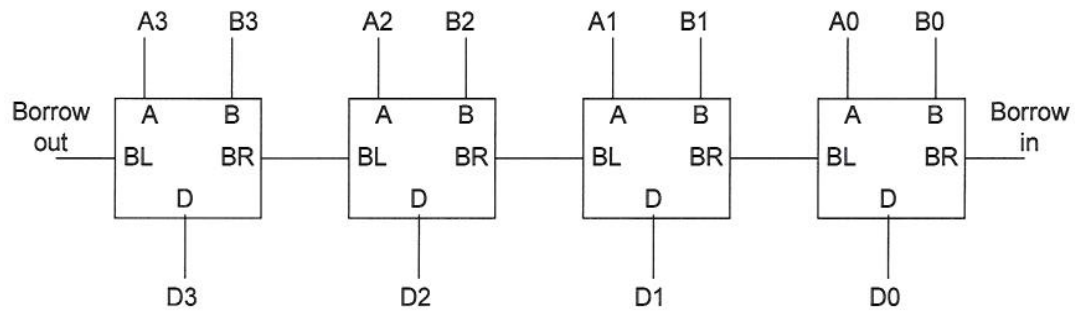 A3 B3 A2 B2 A1 B1 A0 B0
Borrow out
A B A B A B A B
Borrow in
BL BR BL BR BL BR BL BR
D D D D
D3 D2 D1 D0